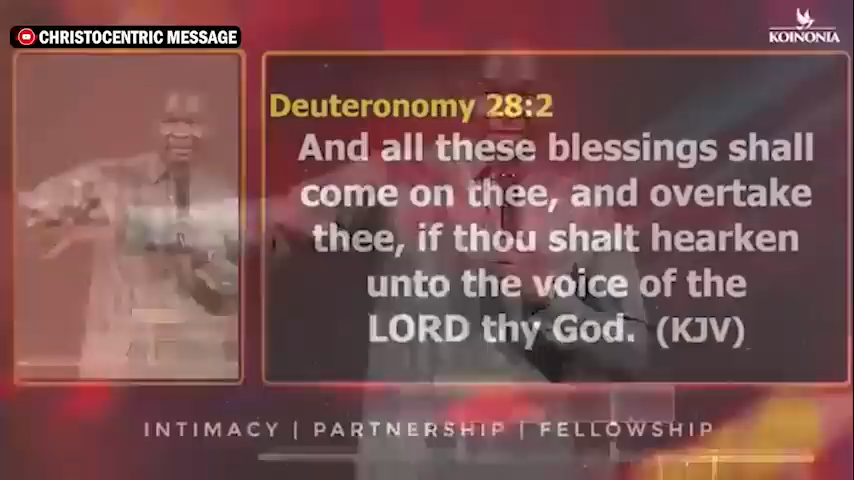 CHRISTOCENTRIC MESSAGE
KOINONIA
Deuteronomy 28:2
And all these blessings shall
come on thee, and overtake
thee, if thou shalt hearken
unto the voice of the
LORD thy God. (KJV)
INTIMACY | PARTNERSHIP | FELLOWSHIP